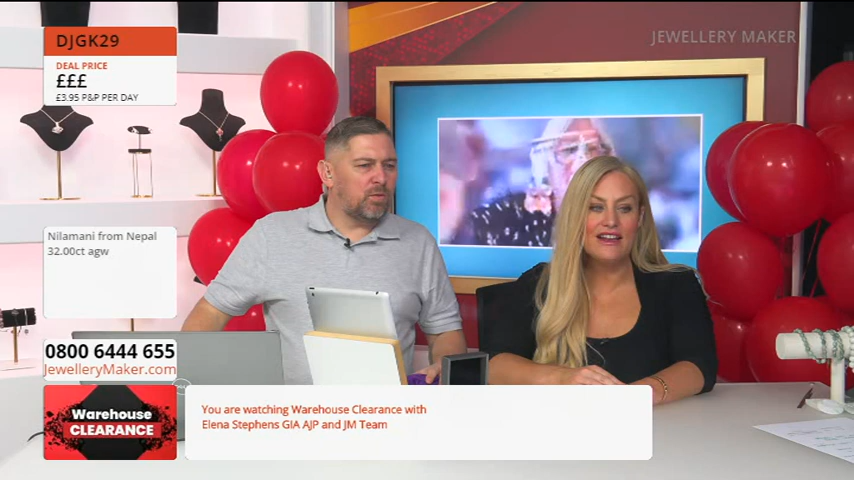 DJGK29
DEAL PRICE
£££
£3.95 P&P PER DAY
JEWELLERY MAKER
Nilamani from Nepal
32.00ct agw
0800 6444 655
JewelleryMaker.com
Warehouse
CLEARANCE
You are watching Warehouse Clearance with
Elena Stephens GIA AJP and JM Team